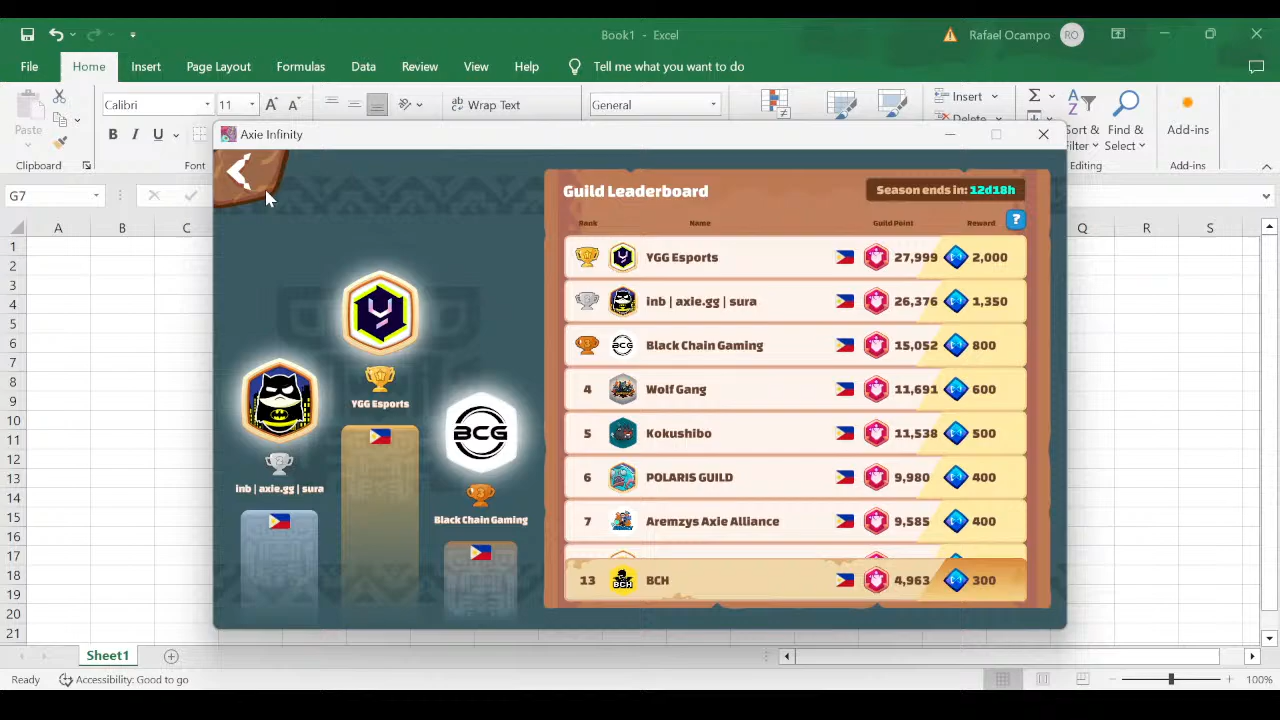 Book1 - Excel
Rafael Ocampo RO
File Home Insert Page Layout Formulas Data Review View Help Tell me what you want to do
Calibri 11 Wrap Text General Insert
Delete
Paste B I U Sort & Find & Add-ins
Filter Select
Clipboard Font Editing Add-ins
Axie Infinity
G7
A B C Q R S
1
2
3
4
5
6
7
8
9
10
11
12
13
14
15
16
17
18
19
20
21
Guild Leaderboard Season ends in: 12d18h
Rank Name Guild Point Reward ?
YGG Esports 27,999 2,000
2 inb | axie.gg | sura 26,376 1,350
3 BCG Black Chain Gaming 15,052 800
4 Wolf Gang 11,691 600
5 Kokushibo 11,538 500
6 POLARIS GUILD 9,980 400
7 Aremzys Axie Alliance 9,585 400
13 BCH BCH 4,963 300
YGG Esports
inb | axie.gg | sura
BCG
3
Black Chain Gaming
Sheet1
Ready Accessibility: Good to go 100%